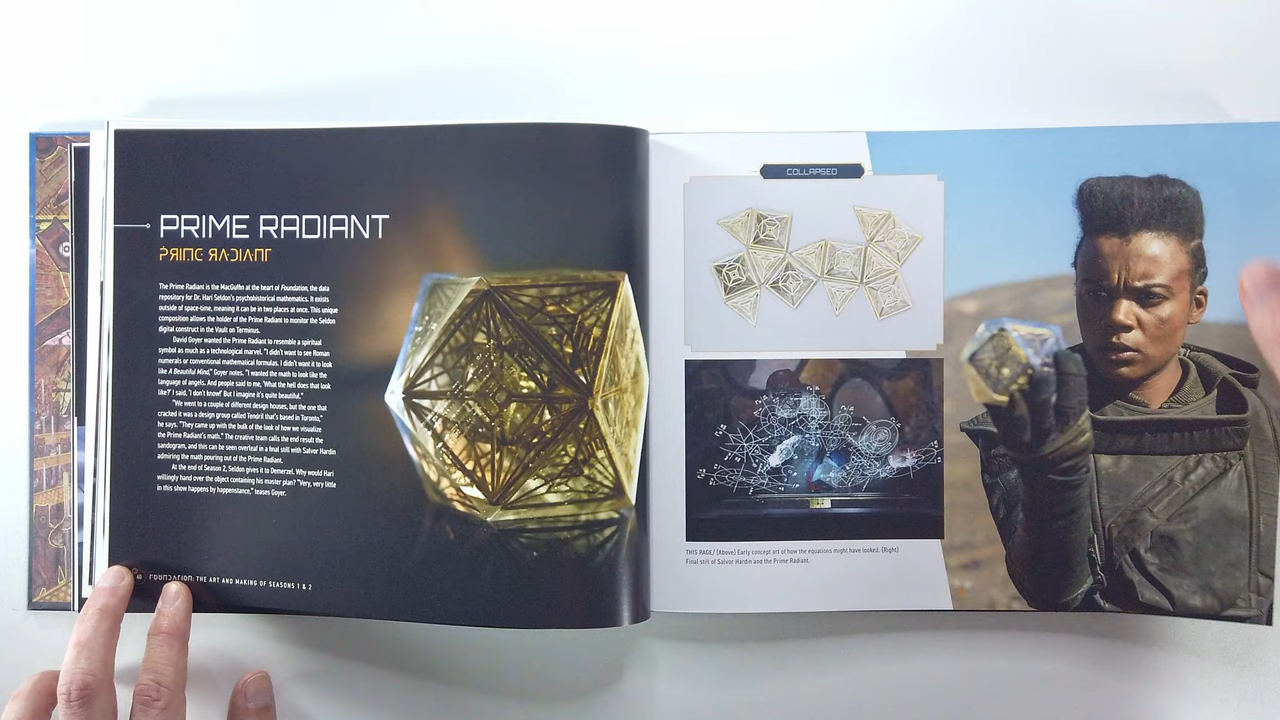 PRIME RADIANT
PRIME RADIANT
The Prime Radiant is the MacGuffin at the heart of Foundation, the data
repository for Dr. Hari Seldon's psychohistorical mathematics. It exists
outside of space-time, meaning it can be in two places at once. This unique
composition allows the holder of the Prime Radiant to monitor the Seldon
digital construct in the Vault on Terminus.
David Goyer wanted the Prime Radiant to resemble a spiritual
symbol as much as a technological marvel. "I didn't want to see Roman
numerals or conventional mathematical formulas. I didn't want it to look
like A Beautiful Mind," Goyer notes. "I wanted the math to look like the
language of angels. And people said to me, 'What the hell does that look
like?' I said, 'I don't know!' But I imagine it's quite beautiful."
"We went to a couple of different design houses, but the one that
cracked it was a design group called Tendril that's based in Toronto,"
he says. "They came up with the bulk of the look of how we visualize
the Prime Radiant's math." The creative team calls the end result the
sandogram, and this can be seen overleaf in a final still with Salvor Hardin
admiring the math pouring out of the Prime Radiant.
At the end of Season 2, Seldon gives it to Demerzel. Why would Hari
willingly hand over the object containing his master plan? "Very, very little
in this show happens by happenstance," teases Goyer.
40 FOUNDATION: THE ART AND MAKING OF SEASONS 1 & 2
COLLAPSED
THIS PAGE/ (Above) Early concept art of how the equations might have looked. (Right)
Final still of Salvor Hardin and the Prime Radiant.